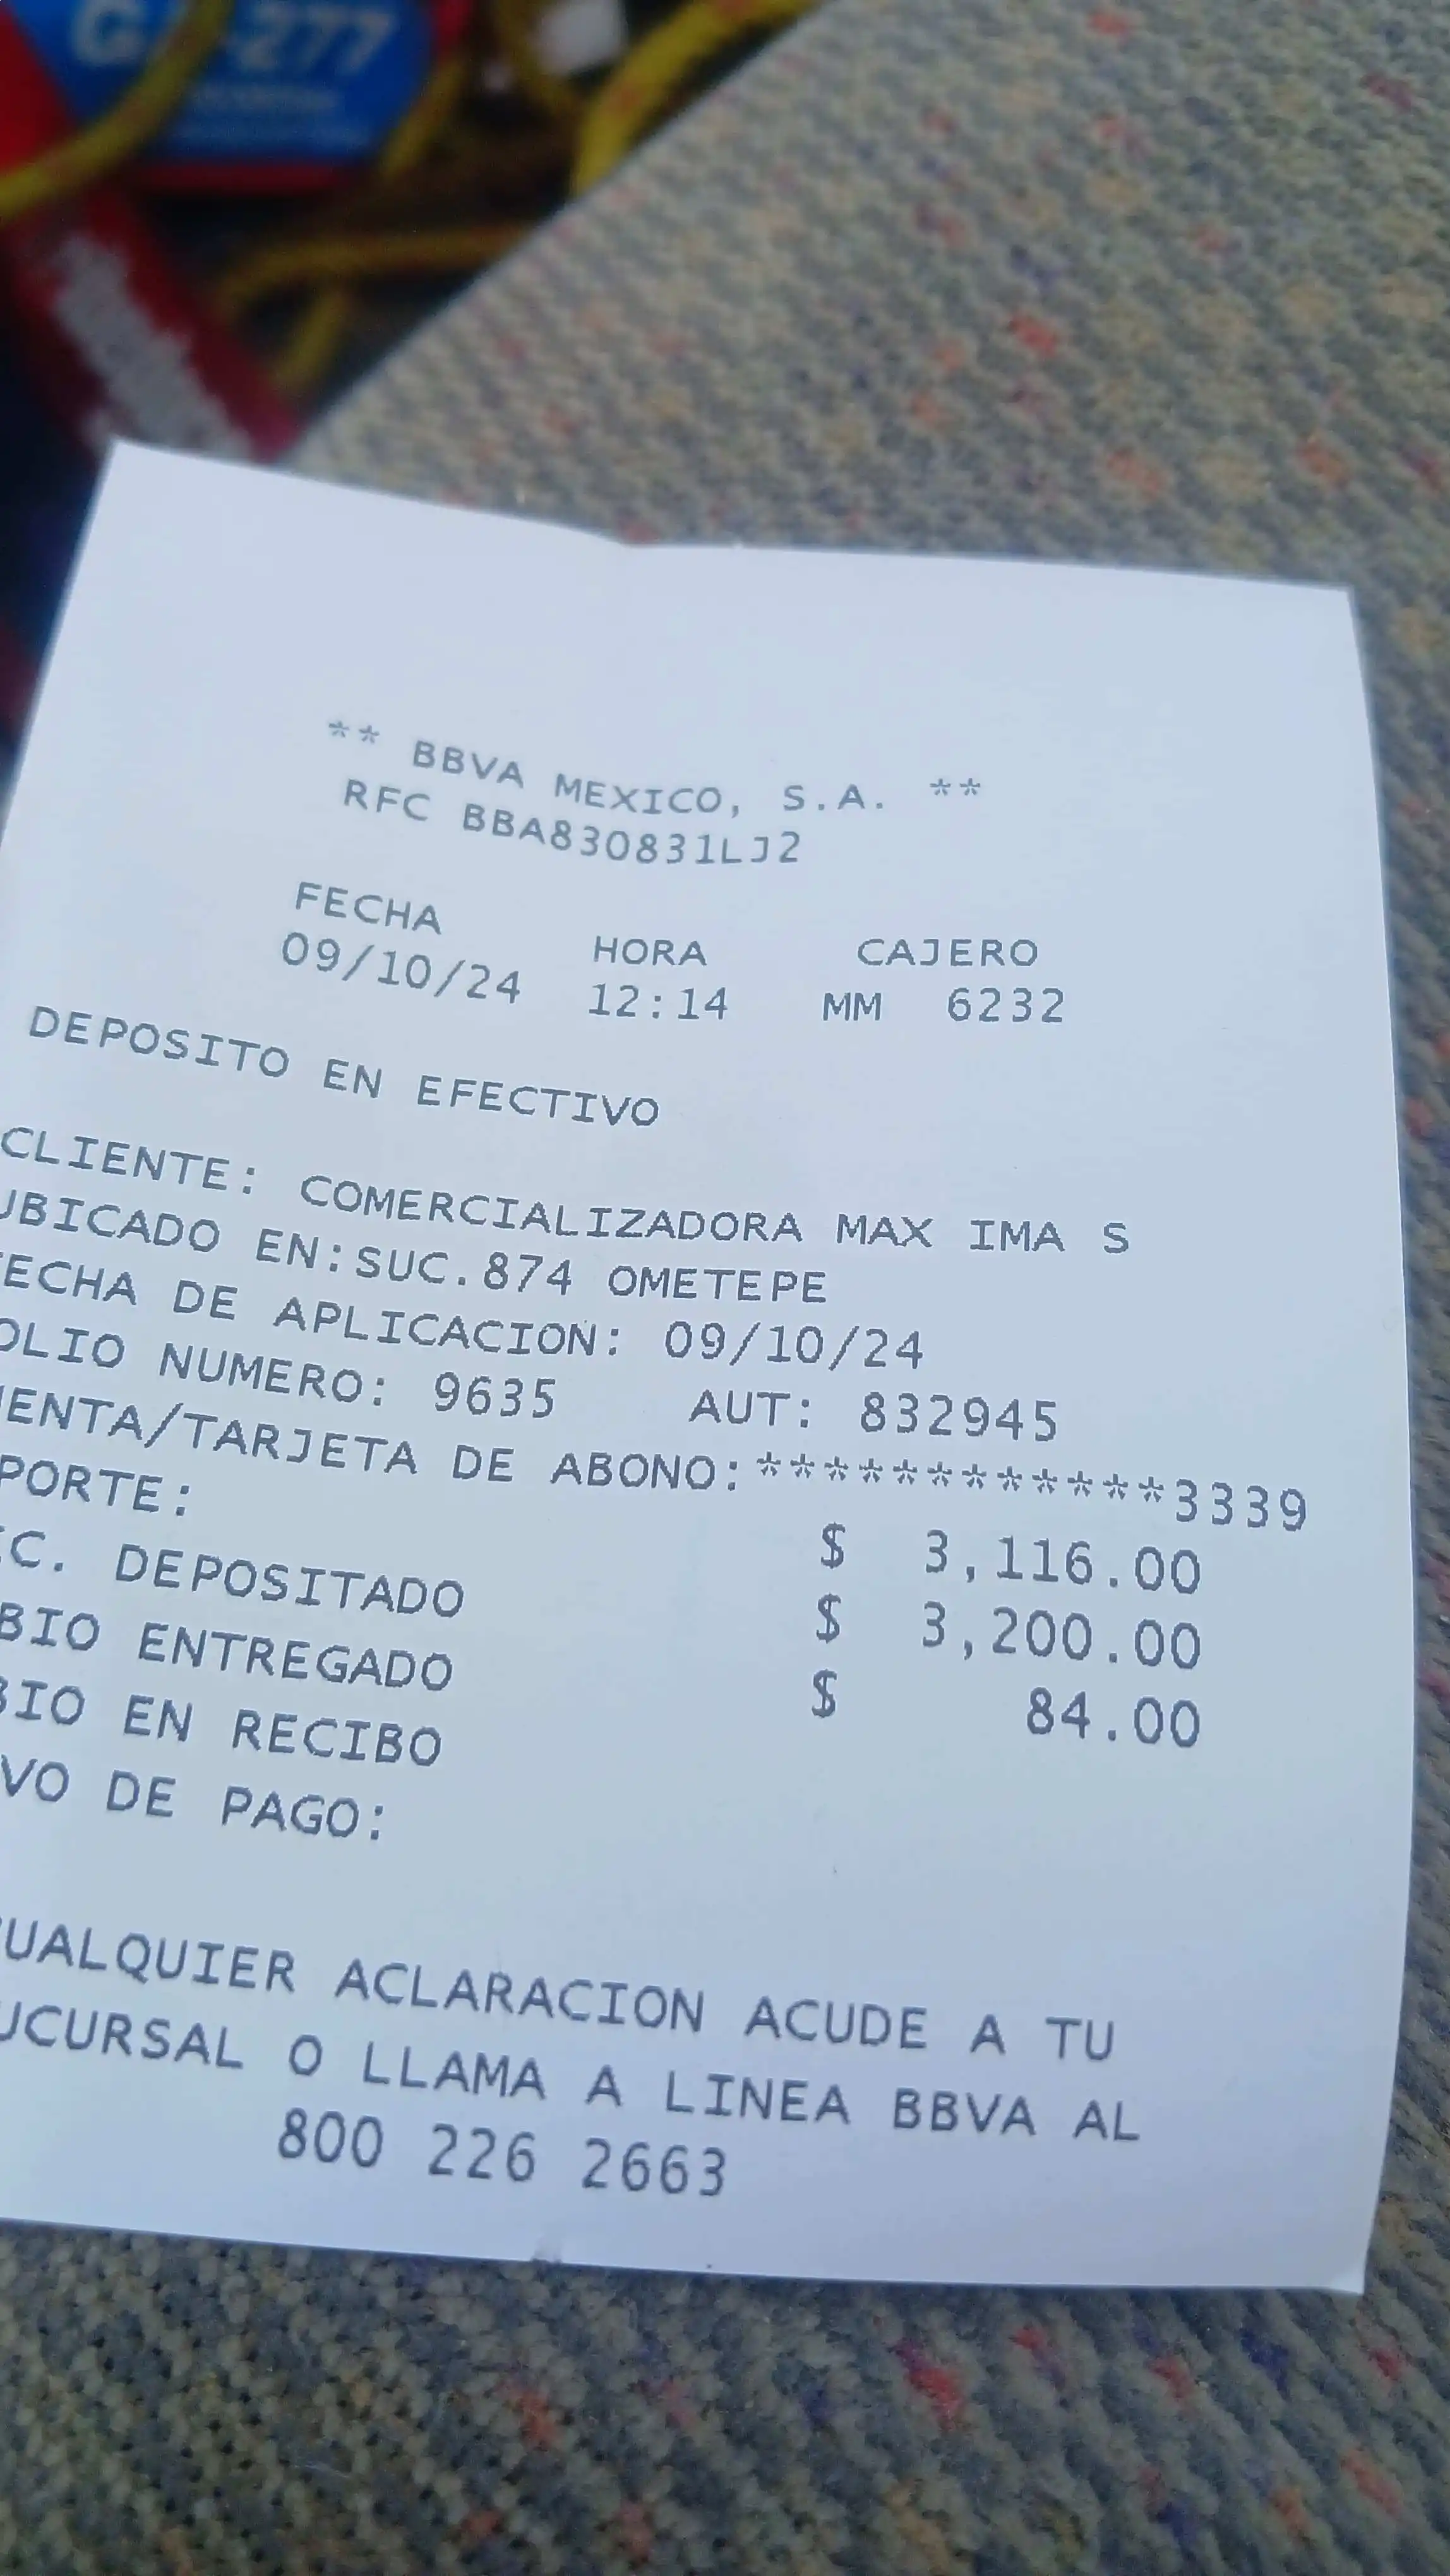 -277
** BBVA MEXICO, S.A. **
RFC BBA830831LJ2
FECHA HORA CAJERO
09/10/24 12:14 MM 6232
DEPOSITO EN EFECTIVO
CLIENTE: COMERCIALIZADORA MAX IMA S
UBICADO EN:SUC.874 OMETEPE
ECHA DE APLICACION: 09/10/24
OLIO NUMERO: 9635 AUT: 832945
ENTA/TARJETA DE ABONO:************3339
PORTE: $ 3,116.00
C. DEPOSITADO $ 3,200.00
BIO ENTREGADO $ 84.00
BIO EN RECIBO
VO DE PAGO:
UALQUIER ACLARACION ACUDE A TU
UCURSAL O LLAMA A LINEA BBVA AL
800 226 2663